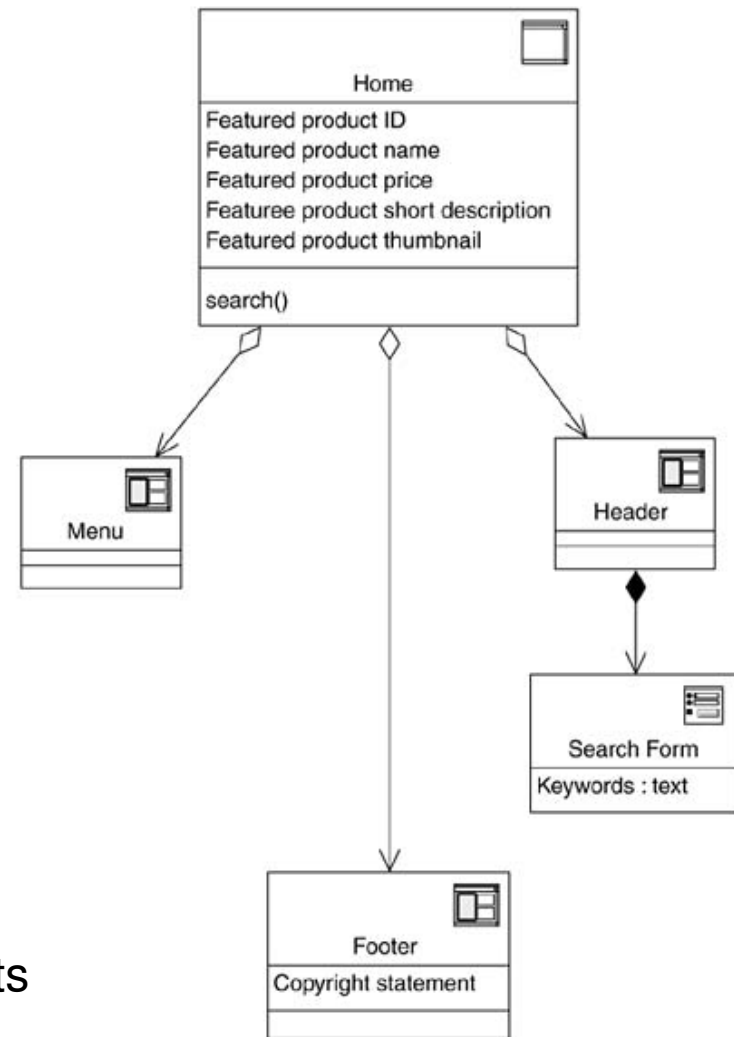 Home
Featured product ID
Featured product name
Featured product price
Featuree product short description
Featured product thumbnail
search()
Menu
Header
Search Form
Keywords : text
Footer
Copyright statement
ts